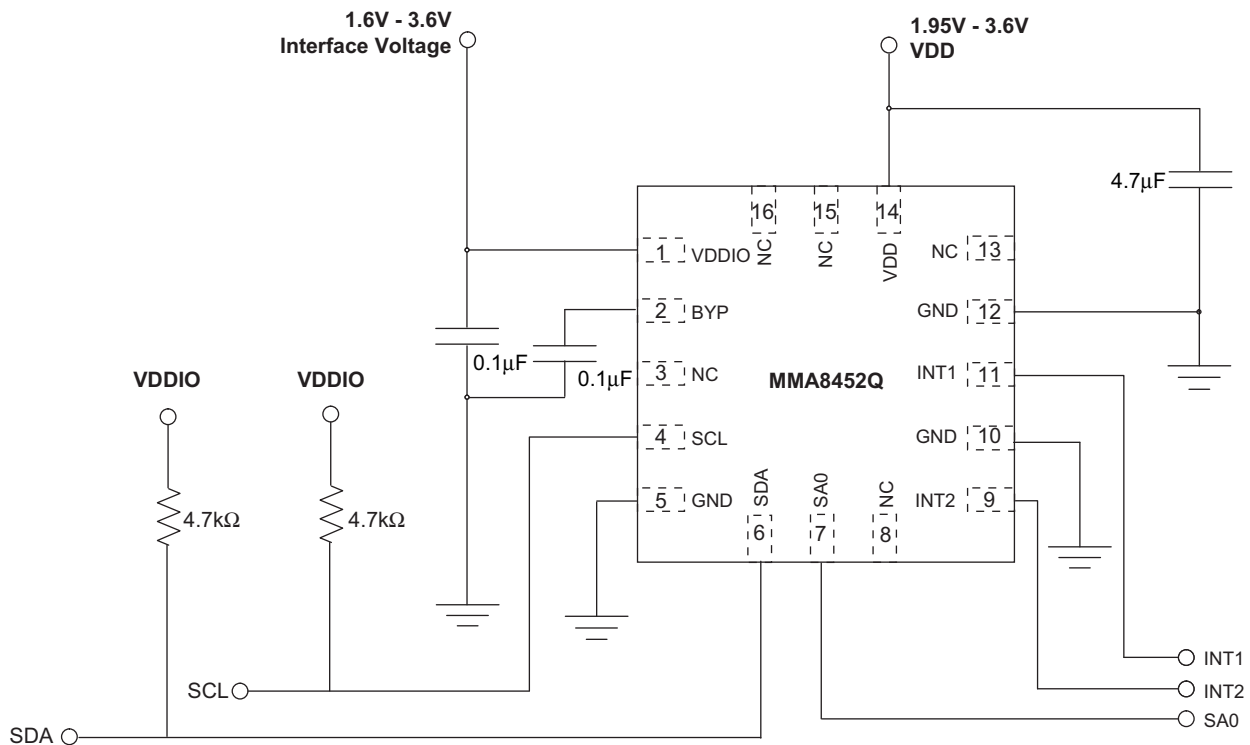 1.6V - 3.6V
Interface Voltage
1.95V - 3.6V
VDD
4.7μF
16
NC
15
NC
14
VDD
1 VDDIO
NC 13
2 BYP
GND 12
0.1μF
0.1μF
3 NC
MMA8452Q
INT1 11
VDDIO
VDDIO
4 SCL
GND 10
4.7kΩ
4.7kΩ
5 GND
SDA
6
SA0
7
NC
8
INT2 9
INT1
SCL
INT2
SA0
SDA